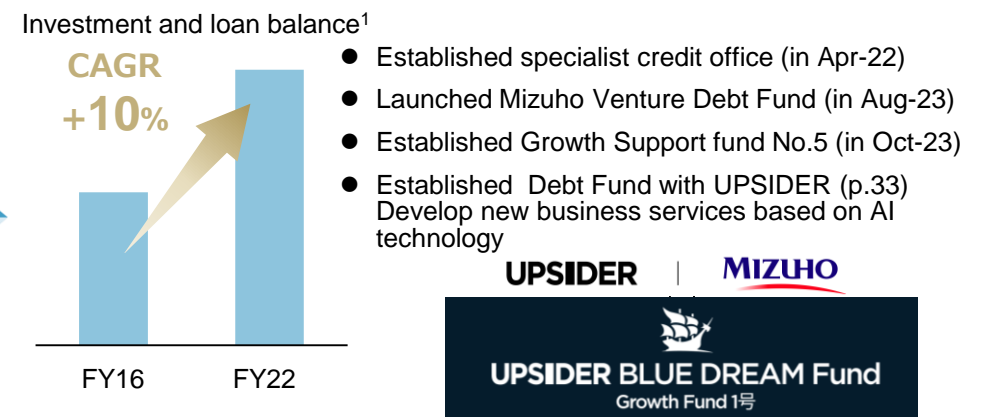 Investment and loan balance¹
CAGR
+10%
FY16 FY22
● Established specialist credit office (in Apr-22)
● Launched Mizuho Venture Debt Fund (in Aug-23)
● Established Growth Support fund No.5 (in Oct-23)
● Established Debt Fund with UPSIDER (p.33)
Develop new business services based on AI
technology
UPSIDER | MIZUHO
UPSIDER BLUE DREAM Fund
Growth Fund 1号